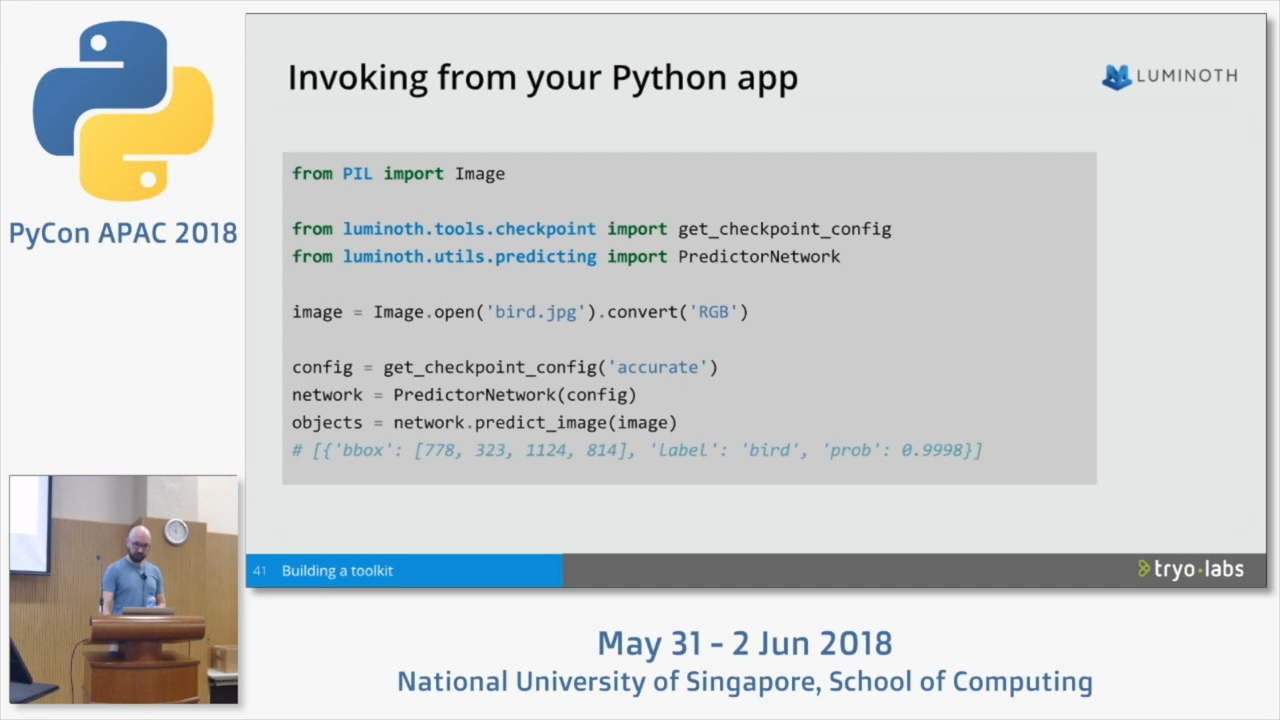 PyCon APAC 2018
Invoking from your Python app
LUMINOTH
from PIL import Image
from luminoth.tools.checkpoint import get_checkpoint_config
from luminoth.utils.predicting import PredictorNetwork
image = Image.open('bird.jpg').convert('RGB')
config = get_checkpoint_config('accurate')
network = PredictorNetwork(config)
objects = network.predict_image(image)
# [{'bbox': [778, 323, 1124, 814], 'label': 'bird', 'prob': 0.9998}]
41 Building a toolkit
tryo·labs
May 31 - 2 Jun 2018
National University of Singapore, School of Computing